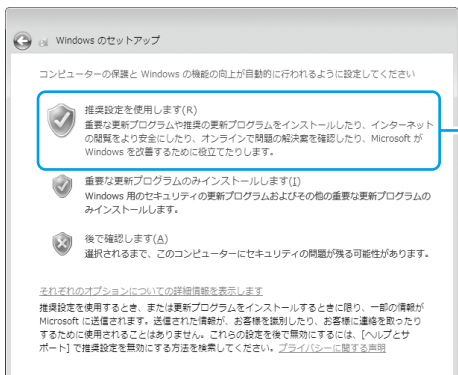 Windows のセットアップ
コンピューターの保護と Windows の機能の向上が自動的に行われるように設定してください
推奨設定を使用します(R)
重要な更新プログラムや推奨の更新プログラムをインストールしたり、インターネット
の閲覧をより安全にしたり、オンラインで問題の解決策を確認したり、Microsoft が
Windows を改善するために役立てたりします。
重要な更新プログラムのみインストールします(I)
Windows 用のセキュリティの更新プログラムおよびその他の重要な更新プログラムの
みインストールします。
後で確認します(A)
選択されるまで、このコンピューターにセキュリティの問題が残る可能性があります。
それぞれのオプションについての詳細情報を表示します
推奨設定を使用するとき、または更新プログラムをインストールするときに限り、一部の情報が
Microsoft に送信されます。送信された情報が、お客様を識別したり、お客様に連絡を取ったり
するために使用されることはありません。これらの設定を後で無効にするには、[ヘルプとサ
ポート] で推奨設定を無効にする方法を検索してください。プライバシーに関する声明